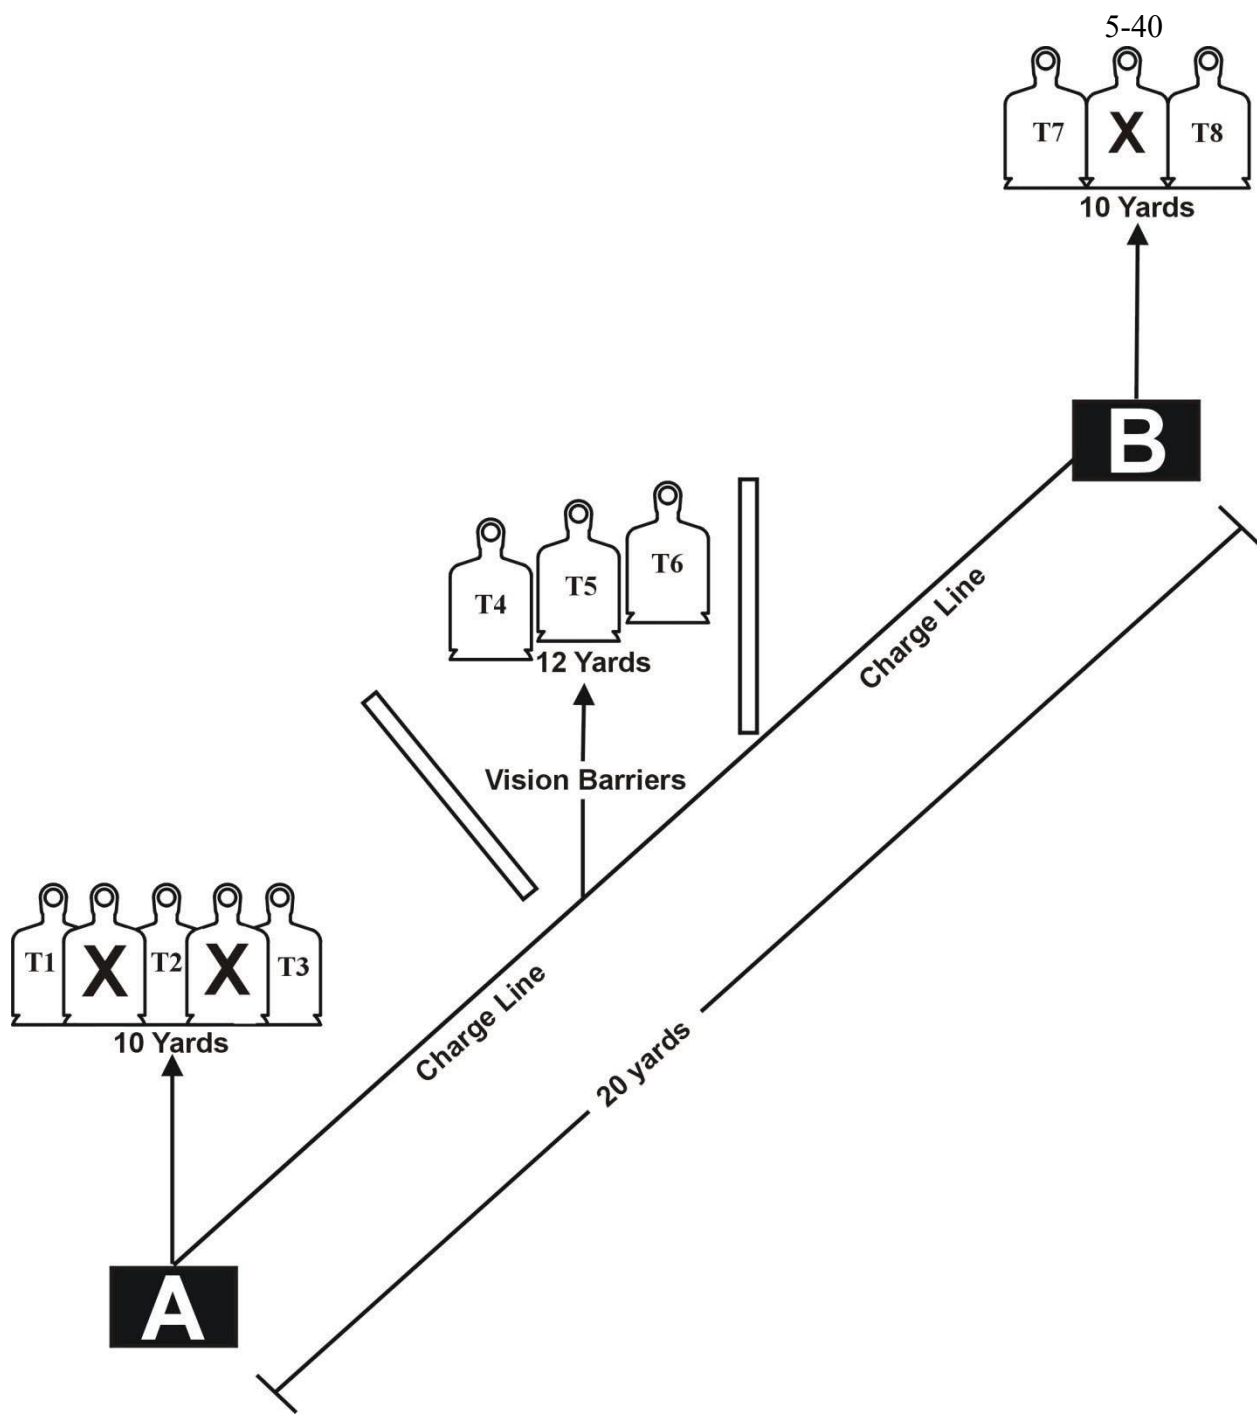 5-40
T7 X T8
10 Yards
B
T4 T5 T6
12 Yards
Charge Line
Vision Barriers
T1 X T2 X T3
10 Yards
Charge Line
20 yards
A